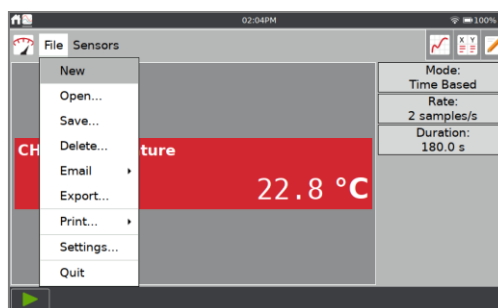 02:04PM
100%
File Sensors
X Y
New
Open...
Save...
Delete...
Email
Export...
Print...
Settings...
Quit
CH
ture
22.8 °C
Mode:
Time Based
Rate:
2 samples/s
Duration:
180.0 s